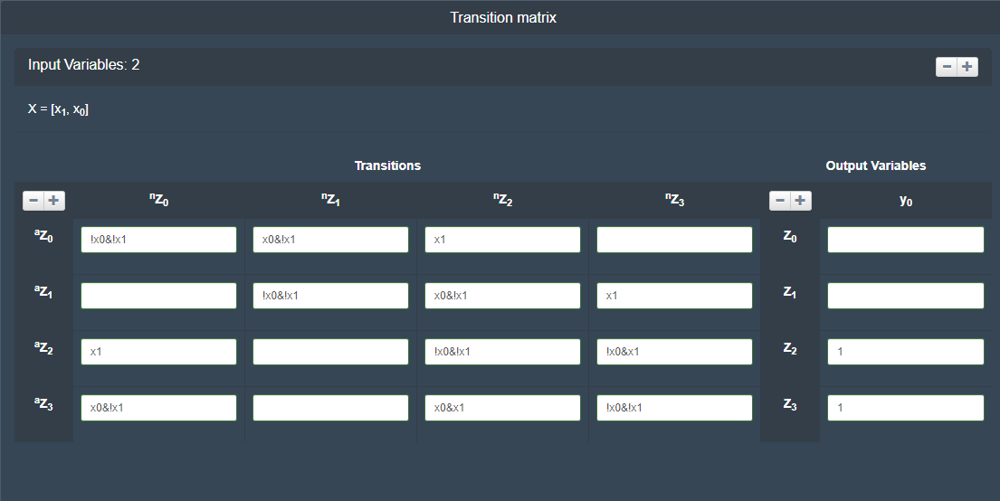 Transition matrix
Input Variables: 2
− +
X = [x₁, x₀]
Transitions
Output Variables
− + ⁿZ₀ ⁿZ₁ ⁿZ₂ ⁿZ₃ − + y₀
ᵃZ₀ !x0&!x1 x0&!x1 x1 Z₀
ᵃZ₁ !x0&!x1 x0&!x1 x1 Z₁
ᵃZ₂ x1 !x0&!x1 !x0&x1 Z₂ 1
ᵃZ₃ x0&!x1 x0&x1 !x0&!x1 Z₃ 1